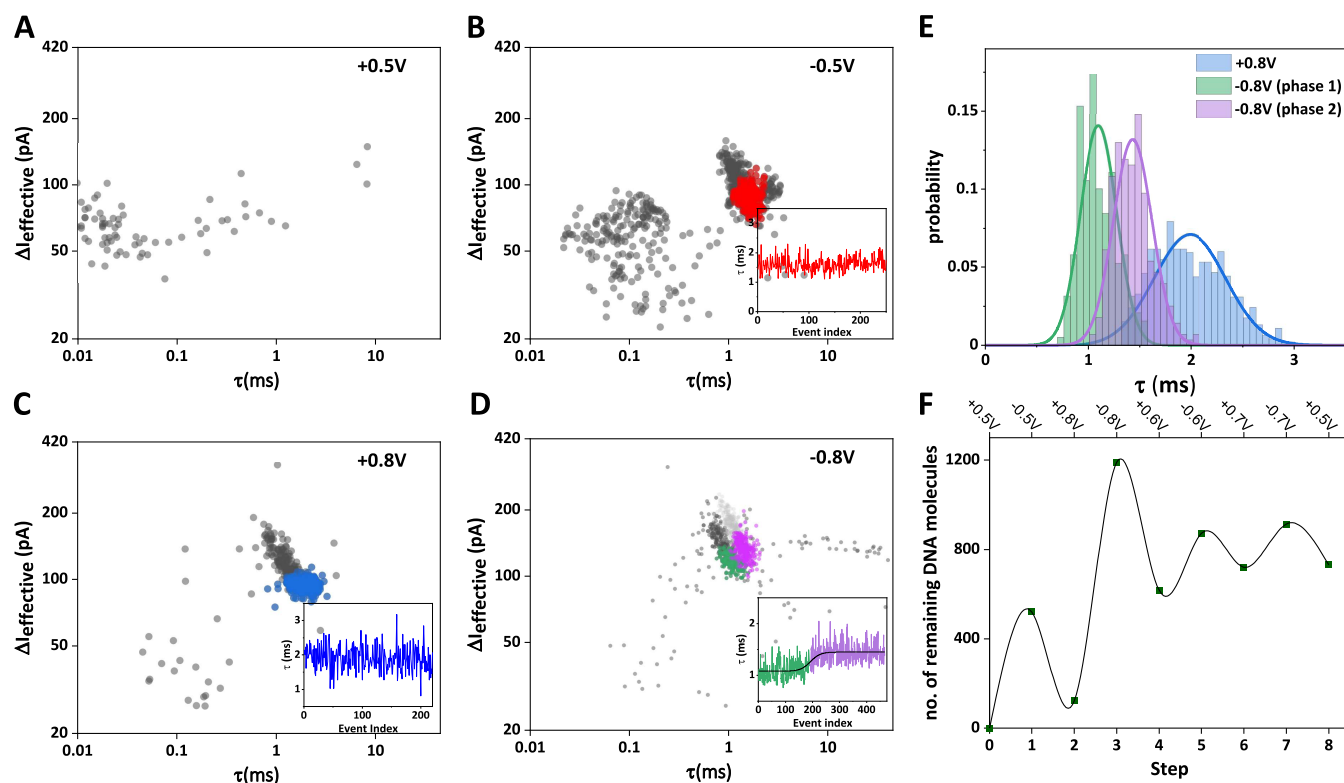 A
+0.5V
ΔIeffective (pA)
420
200
100
50
20
0.01
0.1
1
10
τ(ms)
B
-0.5V
ΔIeffective (pA)
420
200
100
50
20
0.01
0.1
1
10
τ(ms)
τ (ms)
3
2
1
0
0
200
Event index
C
+0.8V
ΔIeffective (pA)
420
200
100
50
20
0.01
0.1
1
10
τ(ms)
τ (ms)
3
2
1
0
100
200
Event Index
D
-0.8V
ΔIeffective (pA)
420
200
100
50
20
0.01
0.1
1
10
τ(ms)
τ (ms)
2
1
0
200
400
Event index
E
+0.8V
-0.8V (phase 1)
-0.8V (phase 2)
probability
0.15
0.1
0.05
0
0
1
2
3
τ (ms)
F
+0.5V
-0.5V
+0.8V
-0.8V
+0.6V
-0.6V
+0.7V
-0.7V
+0.5V
no. of remaining DNA molecules
1200
800
400
0
0
1
2
3
4
5
6
7
8
Step